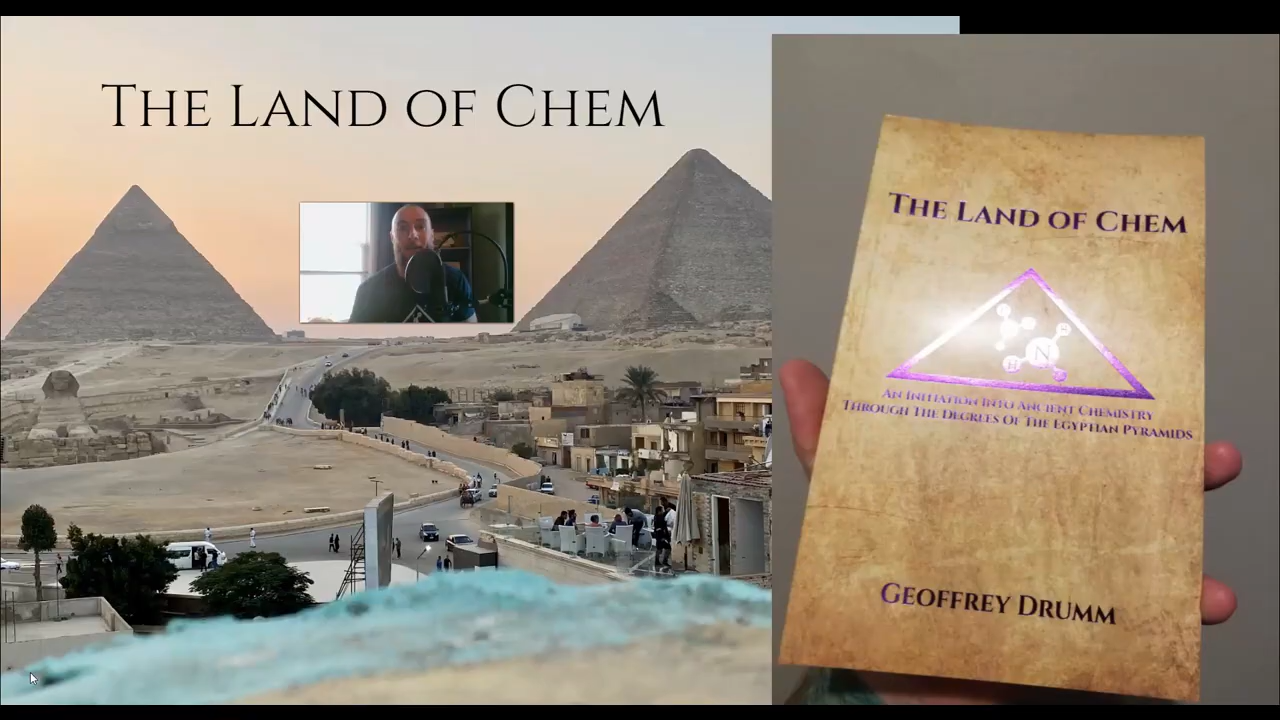 The Land of Chem
The Land of Chem
N
H
An Initiation Into Ancient Chemistry
Through The Degrees Of The Egyptian Pyramids
Geoffrey Drumm